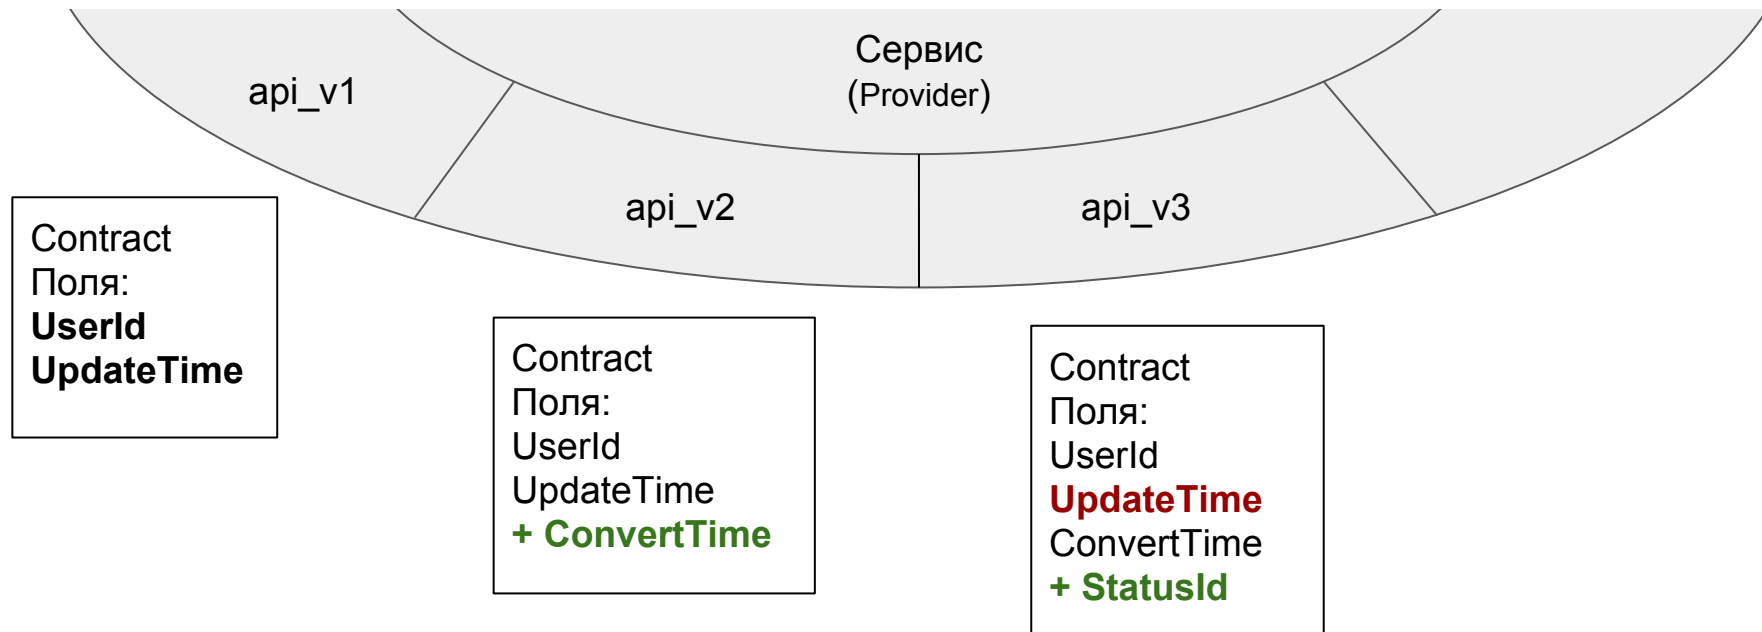 Сервис
(Provider)
api_v1
api_v2
api_v3
Contract
Поля:
UserId
UpdateTime
Contract
Поля:
UserId
UpdateTime
+ ConvertTime
Contract
Поля:
UserId
UpdateTime
ConvertTime
+ StatusId